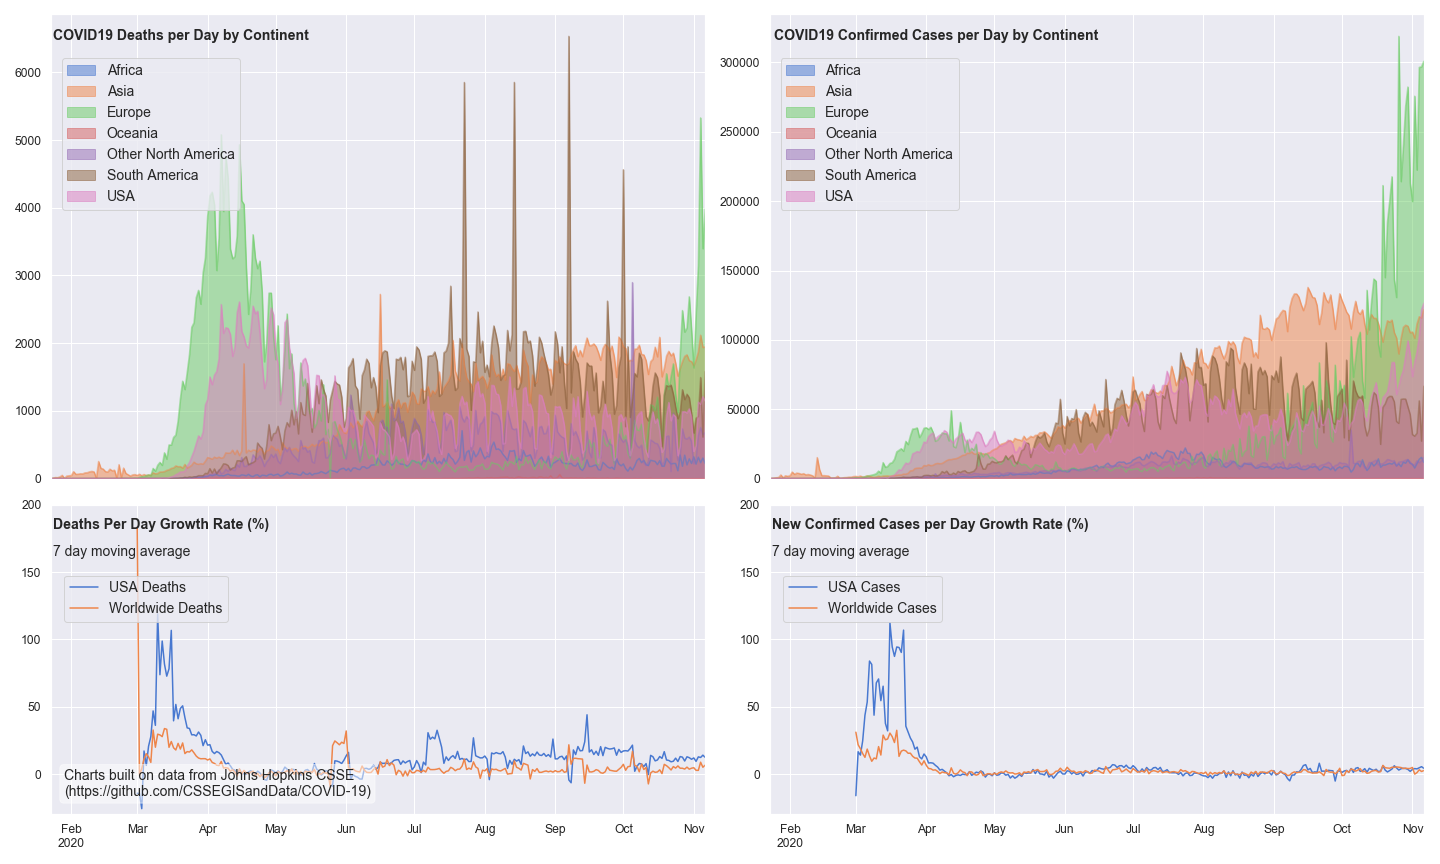 COVID19 Deaths per Day by Continent
Africa
Asia
Europe
Oceania
Other North America
South America
USA
6000
5000
4000
3000
2000
1000
0
COVID19 Confirmed Cases per Day by Continent
Africa
Asia
Europe
Oceania
Other North America
South America
USA
300000
250000
200000
150000
100000
50000
0
Deaths Per Day Growth Rate (%)
7 day moving average
USA Deaths
Worldwide Deaths
200
150
100
50
0
Charts built on data from Johns Hopkins CSSE
(https://github.com/CSSEGISandData/COVID-19)
Feb Mar Apr May Jun Jul Aug Sep Oct Nov
2020
New Confirmed Cases per Day Growth Rate (%)
7 day moving average
USA Cases
Worldwide Cases
200
150
100
50
0
Feb Mar Apr May Jun Jul Aug Sep Oct Nov
2020